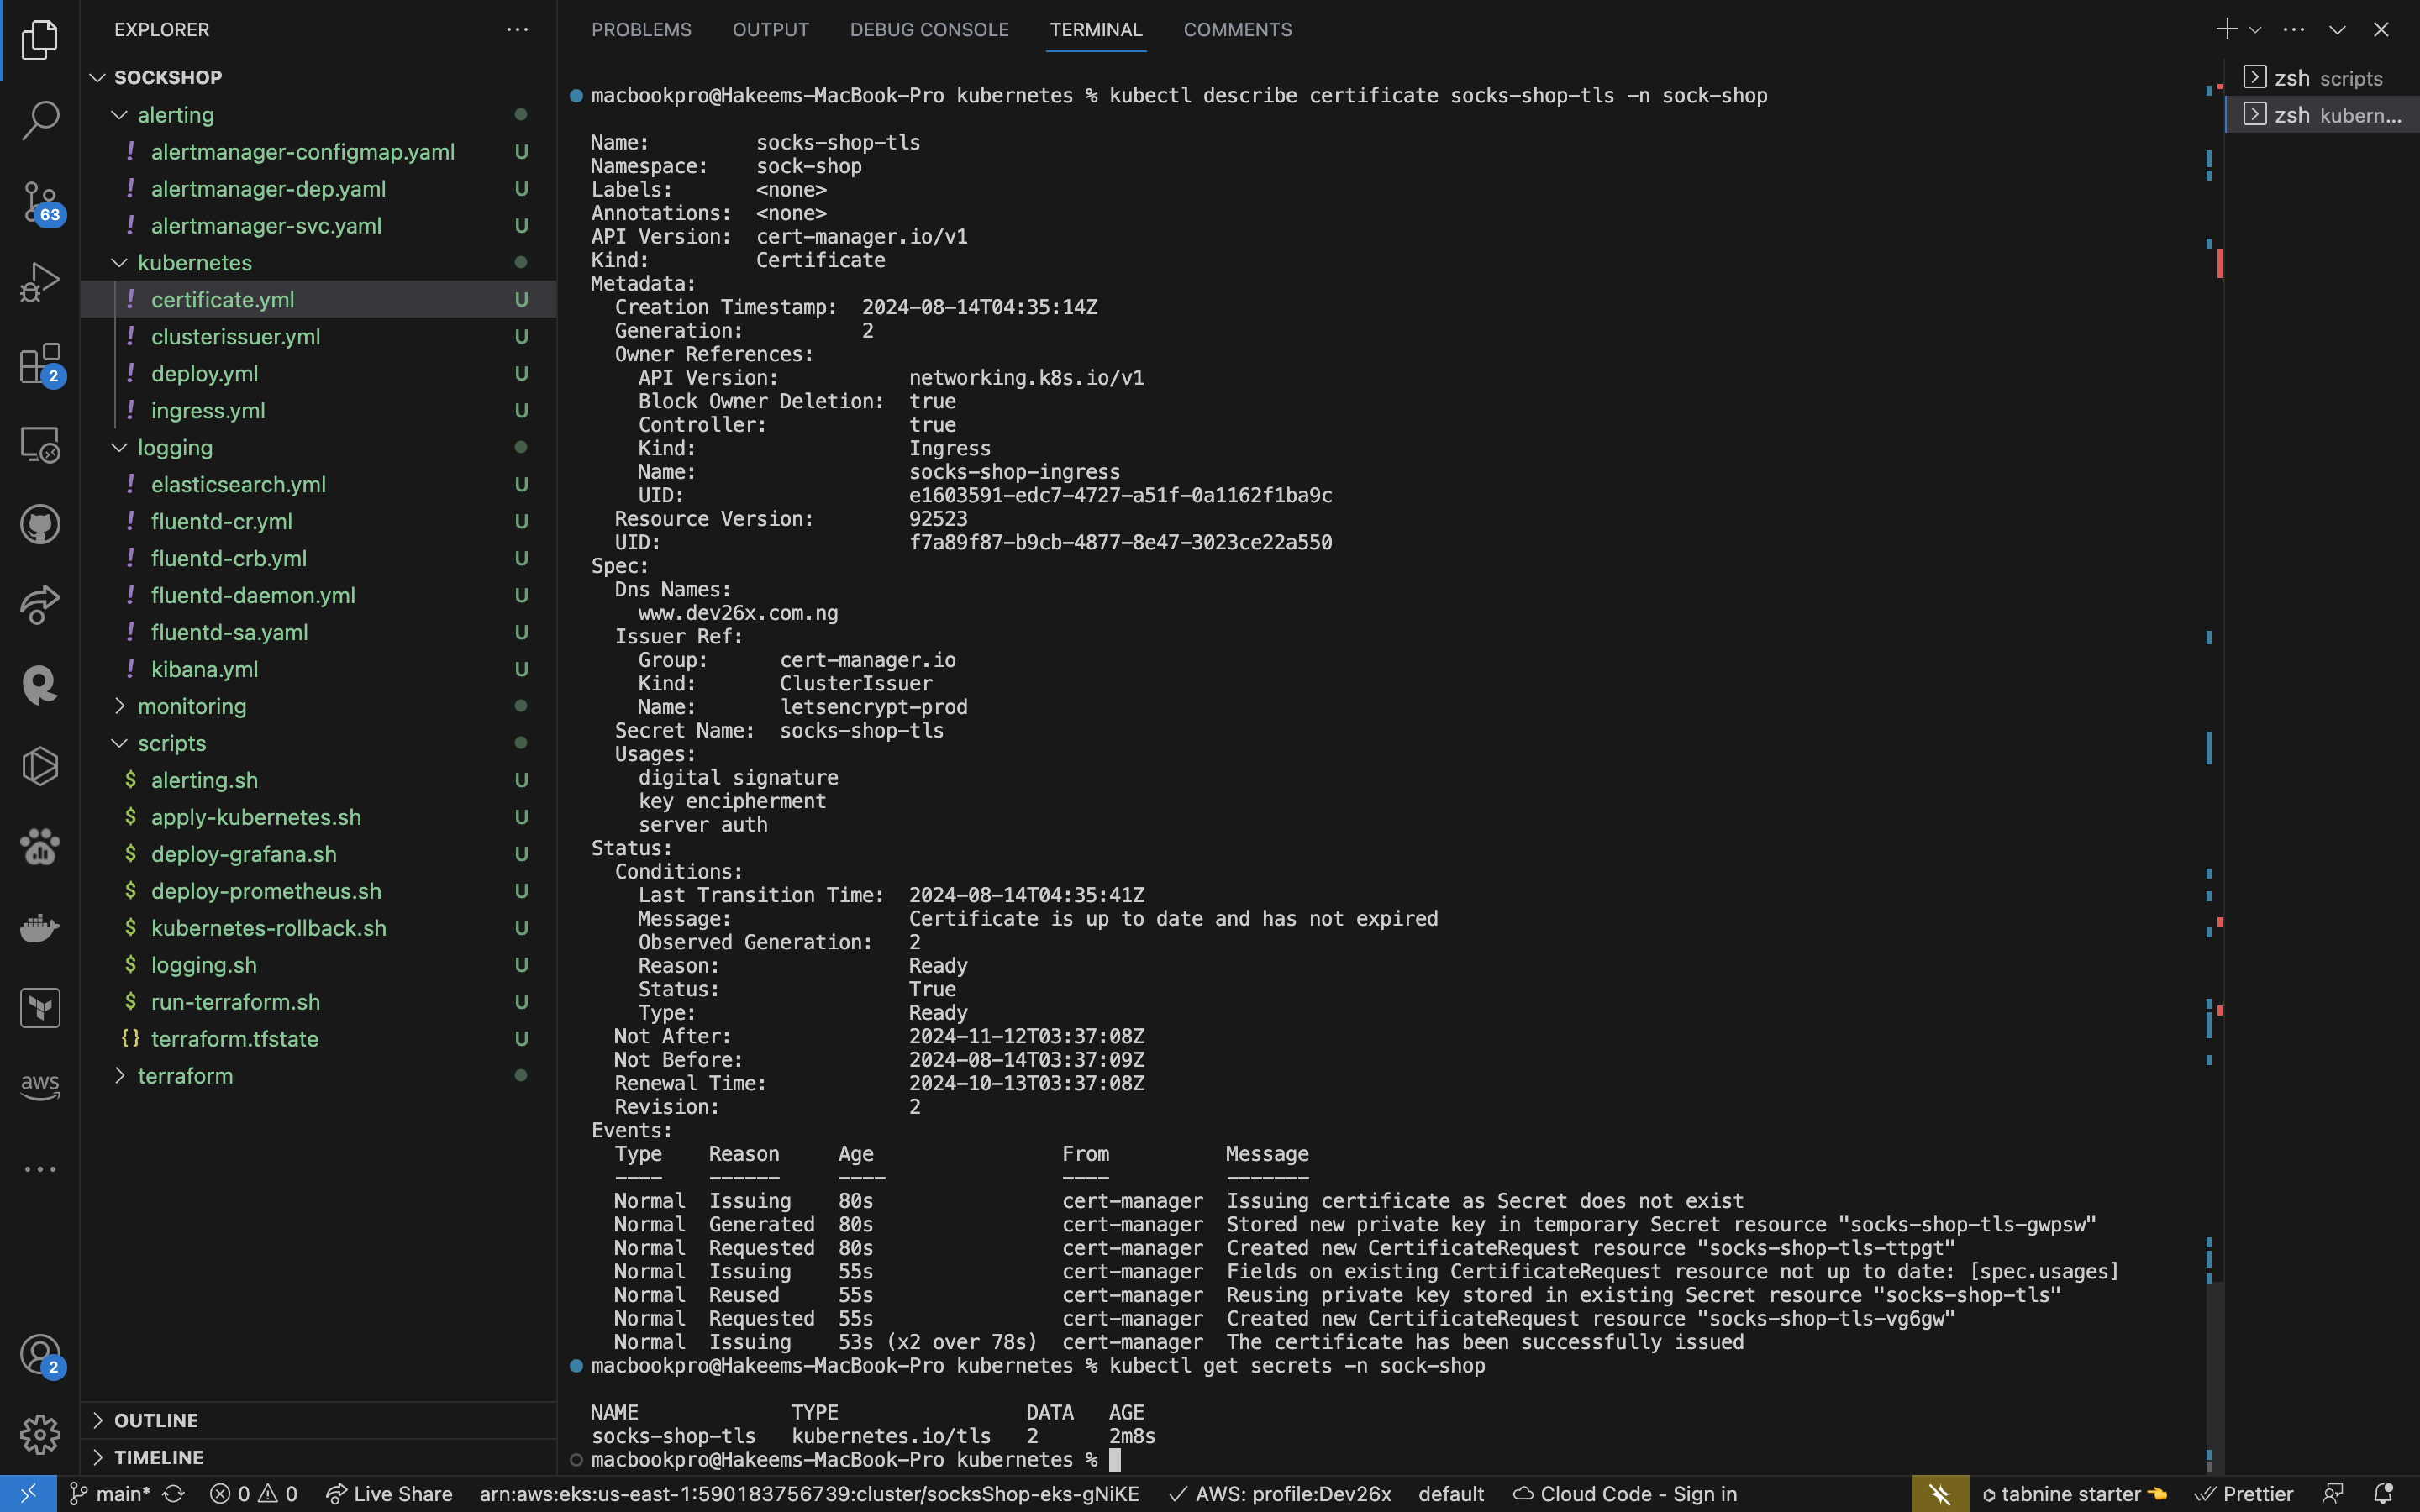 EXPLORER
SOCKSHOP
alerting
! alertmanager-configmap.yaml U
! alertmanager-dep.yaml U
! alertmanager-svc.yaml U
kubernetes
! certificate.yml U
! clusterissuer.yml U
! deploy.yml U
! ingress.yml U
logging
! elasticsearch.yml U
! fluentd-cr.yml U
! fluentd-crb.yml U
! fluentd-daemon.yml U
! fluentd-sa.yaml U
! kibana.yml U
monitoring
scripts
$ alerting.sh U
$ apply-kubernetes.sh U
$ deploy-grafana.sh U
$ deploy-prometheus.sh U
$ kubernetes-rollback.sh U
$ logging.sh U
$ run-terraform.sh U
{} terraform.tfstate U
terraform
OUTLINE
TIMELINE
63
2
aws
2
PROBLEMS OUTPUT DEBUG CONSOLE TERMINAL COMMENTS
macbookpro@Hakeems-MacBook-Pro kubernetes % kubectl describe certificate socks-shop-tls -n sock-shop
Name: socks-shop-tls
Namespace: sock-shop
Labels: <none>
Annotations: <none>
API Version: cert-manager.io/v1
Kind: Certificate
Metadata:
Creation Timestamp: 2024-08-14T04:35:14Z
Generation: 2
Owner References:
API Version: networking.k8s.io/v1
Block Owner Deletion: true
Controller: true
Kind: Ingress
Name: socks-shop-ingress
UID: e1603591-edc7-4727-a51f-0a1162f1ba9c
Resource Version: 92523
UID: f7a89f87-b9cb-4877-8e47-3023ce22a550
Spec:
Dns Names:
www.dev26x.com.ng
Issuer Ref:
Group: cert-manager.io
Kind: ClusterIssuer
Name: letsencrypt-prod
Secret Name: socks-shop-tls
Usages:
digital signature
key encipherment
server auth
Status:
Conditions:
Last Transition Time: 2024-08-14T04:35:41Z
Message: Certificate is up to date and has not expired
Observed Generation: 2
Reason: Ready
Status: True
Type: Ready
Not After: 2024-11-12T03:37:08Z
Not Before: 2024-08-14T03:37:09Z
Renewal Time: 2024-10-13T03:37:08Z
Revision: 2
Events:
Type Reason Age From Message
---- ------ ---- ---- -------
Normal Issuing 80s cert-manager Issuing certificate as Secret does not exist
Normal Generated 80s cert-manager Stored new private key in temporary Secret resource "socks-shop-tls-gwpsw"
Normal Requested 80s cert-manager Created new CertificateRequest resource "socks-shop-tls-ttpgt"
Normal Issuing 55s cert-manager Fields on existing CertificateRequest resource not up to date: [spec.usages]
Normal Reused 55s cert-manager Reusing private key stored in existing Secret resource "socks-shop-tls"
Normal Requested 55s cert-manager Created new CertificateRequest resource "socks-shop-tls-vg6gw"
Normal Issuing 53s (x2 over 78s) cert-manager The certificate has been successfully issued
macbookpro@Hakeems-MacBook-Pro kubernetes % kubectl get secrets -n sock-shop
NAME TYPE DATA AGE
socks-shop-tls kubernetes.io/tls 2 2m8s
macbookpro@Hakeems-MacBook-Pro kubernetes %
zsh scripts
zsh kubern...
main* 0 0 Live Share arn:aws:eks:us-east-1:590183756739:cluster/socksShop-eks-gNiKE AWS: profile:Dev26x default Cloud Code - Sign in tabnine starter Prettier